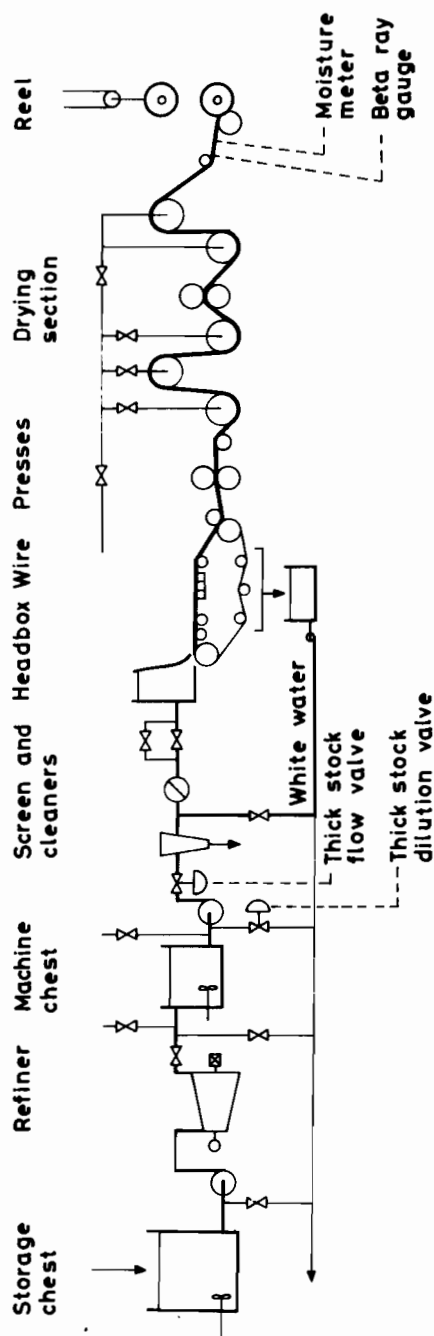 Storage
chest
Refiner
Machine
chest
Screen and
cleaners
Headbox
Wire
Presses
Drying
section
Reel
White water
Thick stock
flow valve
Thick stock
dilution valve
Moisture
meter
Beta ray
gauge